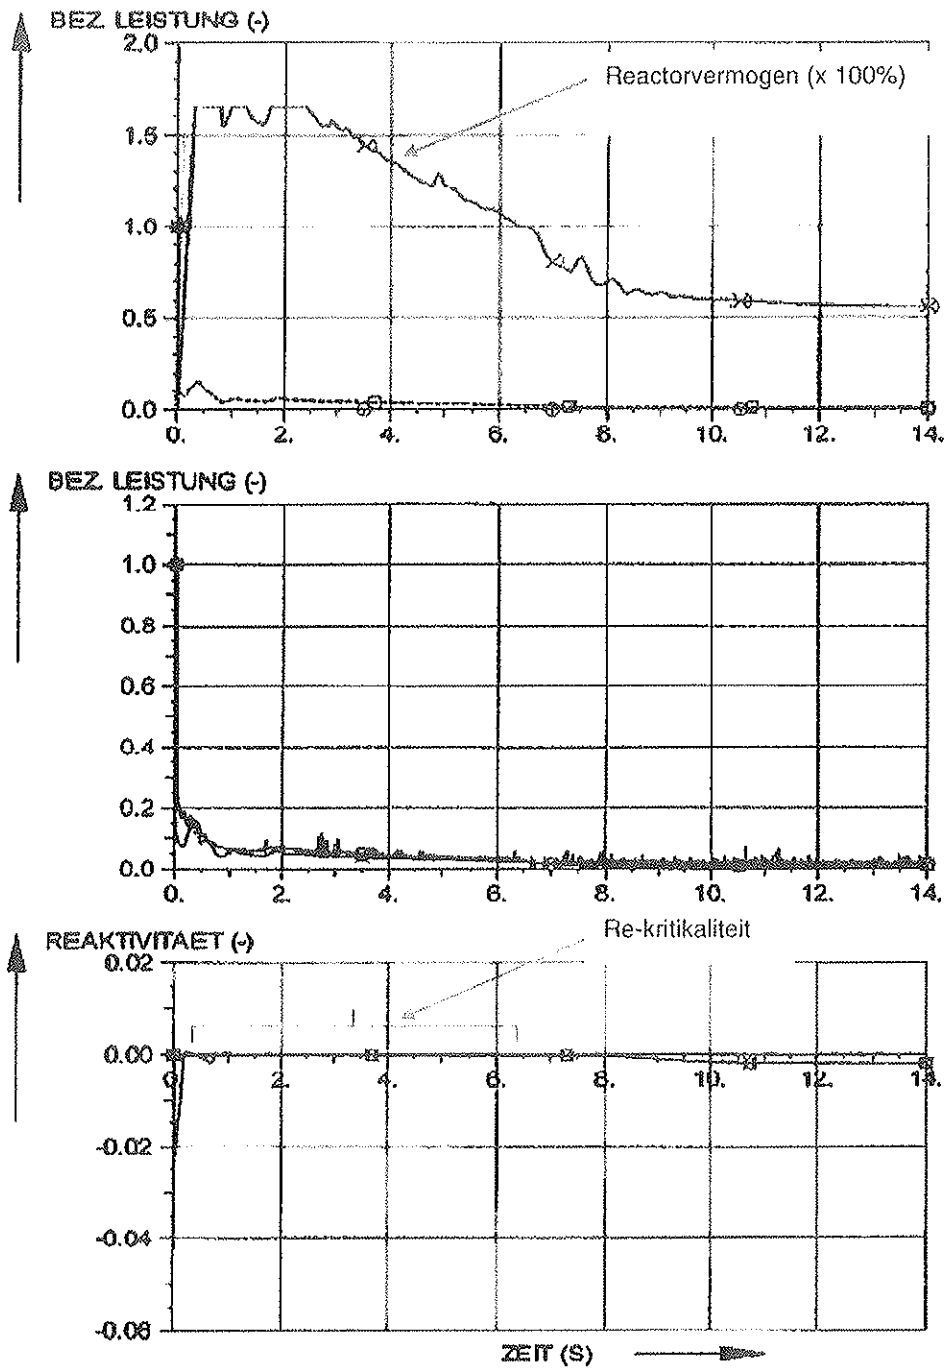 BEZ. LEISTUNG (-)
2.0
Reactorvermogen (x 100%)
1.5
1.0
0.5
0.0
0. 2. 4. 6. 8. 10. 12. 14.
BEZ. LEISTUNG (-)
1.2
1.0
0.8
0.6
0.4
0.2
0.0
0. 2. 4. 6. 8. 10. 12. 14.
REAKTIVITAET (-)
Re-kritikaliteit
0.02
0.00
0. 2. 4. 6. 8. 10. 12. 14.
-0.02
-0.04
-0.06
ZEIT (S)